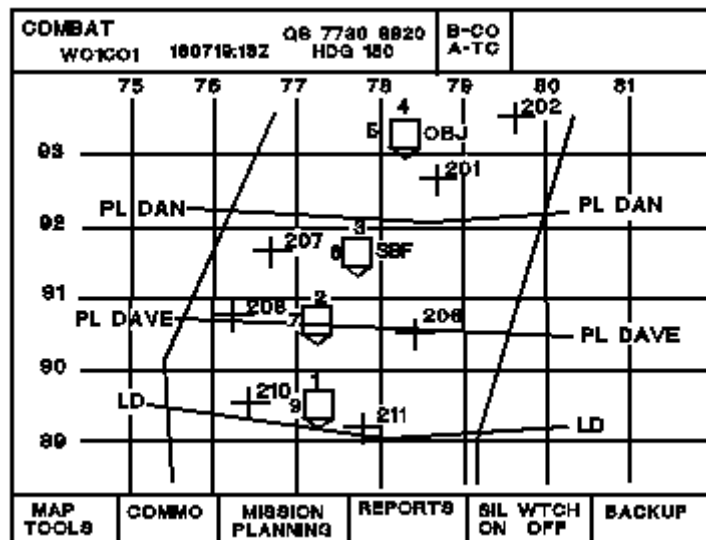 COMBAT
WO1CO1 180719:13Z
QS 7730 8820
HDG 180
B-CO
A-TC
75 76 77 78 79 80 81
4 202
5 OBJ
93
201
92
PL DAN PL DAN
3
207 6 SBF
91
2
208 7 206
PL DAVE PL DAVE
90
1
210 9
LD 211 LD
89
MAP TOOLS
COMMO
MISSION PLANNING
REPORTS
SIL WTCH
ON OFF
BACKUP